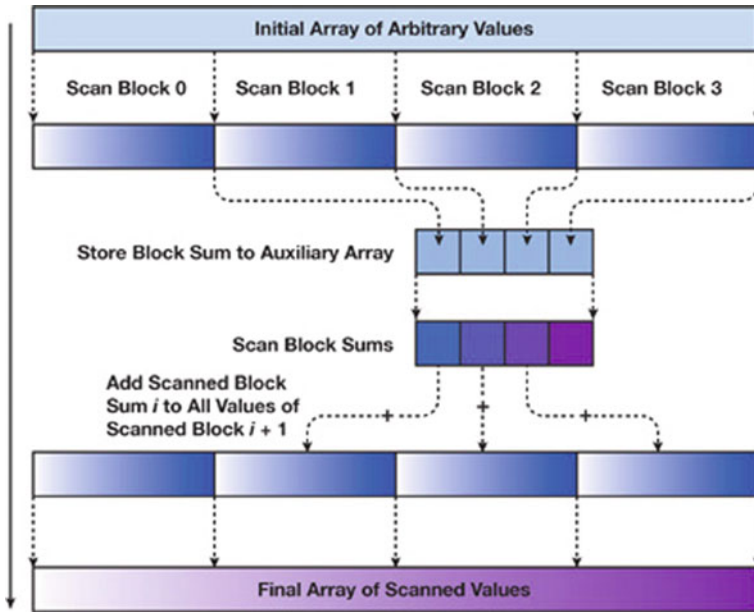 Initial Array of Arbitrary Values
Scan Block 0
Scan Block 1
Scan Block 2
Scan Block 3
Store Block Sum to Auxiliary Array
Scan Block Sums
Add Scanned Block
Sum i to All Values of
Scanned Block i + 1
+
+
+
Final Array of Scanned Values